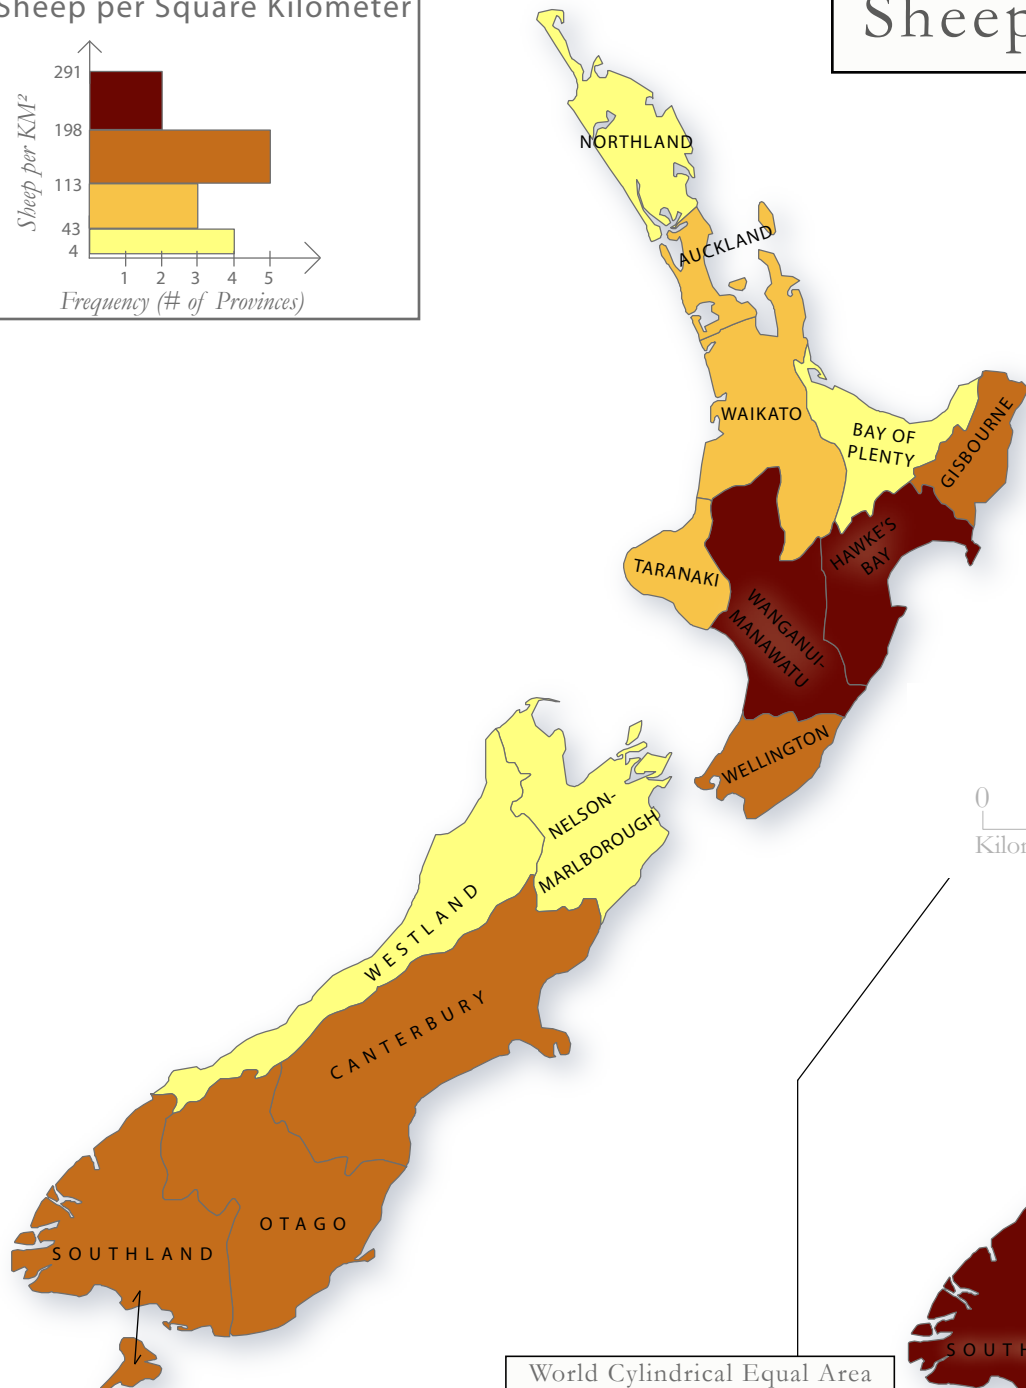 Sheep per Square Kilometer
291
198
113
43
4
Sheep per KM²
1 2 3 4 5
Frequency (# of Provinces)
Sheep
NORTHLAND
AUCKLAND
WAIKATO
BAY OF
PLENTY
GISBOURNE
HAWKE'S
BAY
TARANAKI
WANGANUI-
MANAWATU
WELLINGTON
NELSON-
MARLBOROUGH
WESTLAND
CANTERBURY
OTAGO
SOUTHLAND
0
Kilo
SOUTH
World Cylindrical Equal Area